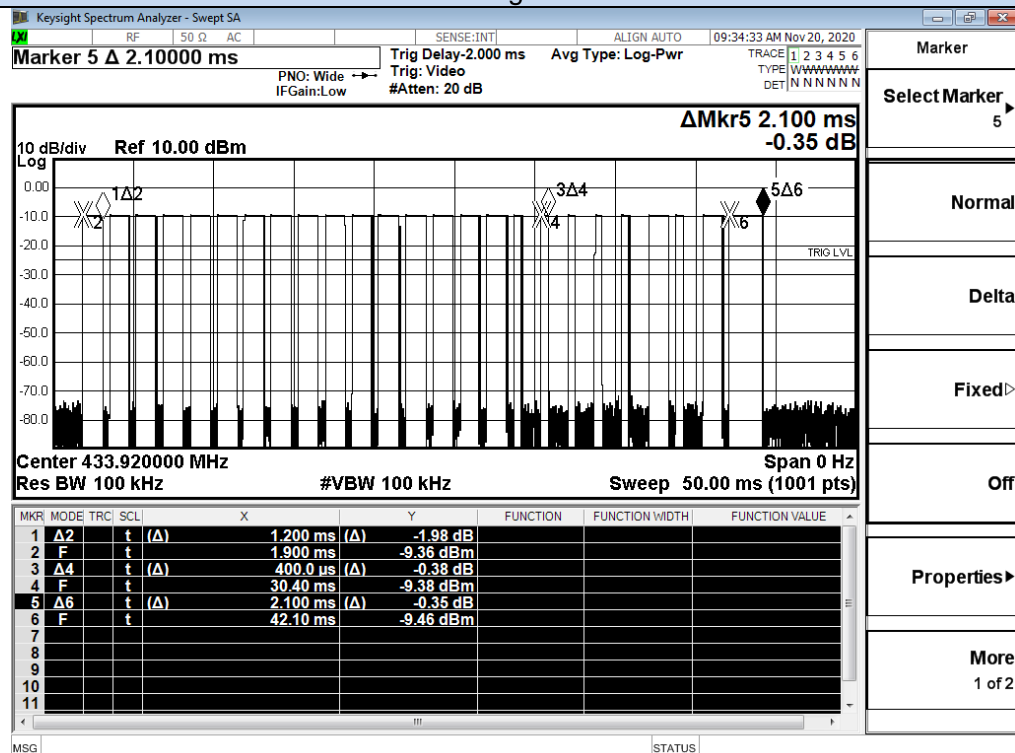 Keysight Spectrum Analyzer - Swept SA
LXI RF 50 Ω AC SENSE:INT ALIGN AUTO 09:34:33 AM Nov 20, 2020
Marker 5 Δ 2.10000 ms
PNO: Wide
IFGain:Low
Trig Delay-2.000 ms
Trig: Video
#Atten: 20 dB
Avg Type: Log-Pwr
TRACE 1 2 3 4 5 6
TYPE WWWWWW
DET N N N N N N
ΔMkr5 2.100 ms
-0.35 dB
10 dB/div Ref 10.00 dBm
Log
0.00
-10.0
-20.0
-30.0
-40.0
-50.0
-60.0
-70.0
-80.0
1Δ2
2
3Δ4
4
5Δ6
6
TRIG LVL
Center 433.920000 MHz Span 0 Hz
Res BW 100 kHz #VBW 100 kHz Sweep 50.00 ms (1001 pts)
MKR MODE TRC SCL X Y FUNCTION FUNCTION WIDTH FUNCTION VALUE
1 Δ2 t (Δ) 1.200 ms (Δ) -1.98 dB
2 F t 1.900 ms -9.36 dBm
3 Δ4 t (Δ) 400.0 µs (Δ) -0.38 dB
4 F t 30.40 ms -9.38 dBm
5 Δ6 t (Δ) 2.100 ms (Δ) -0.35 dB
6 F t 42.10 ms -9.46 dBm
7
8
9
10
11
MSG STATUS
Marker
Select Marker
5
Normal
Delta
Fixed
Off
Properties
More
1 of 2